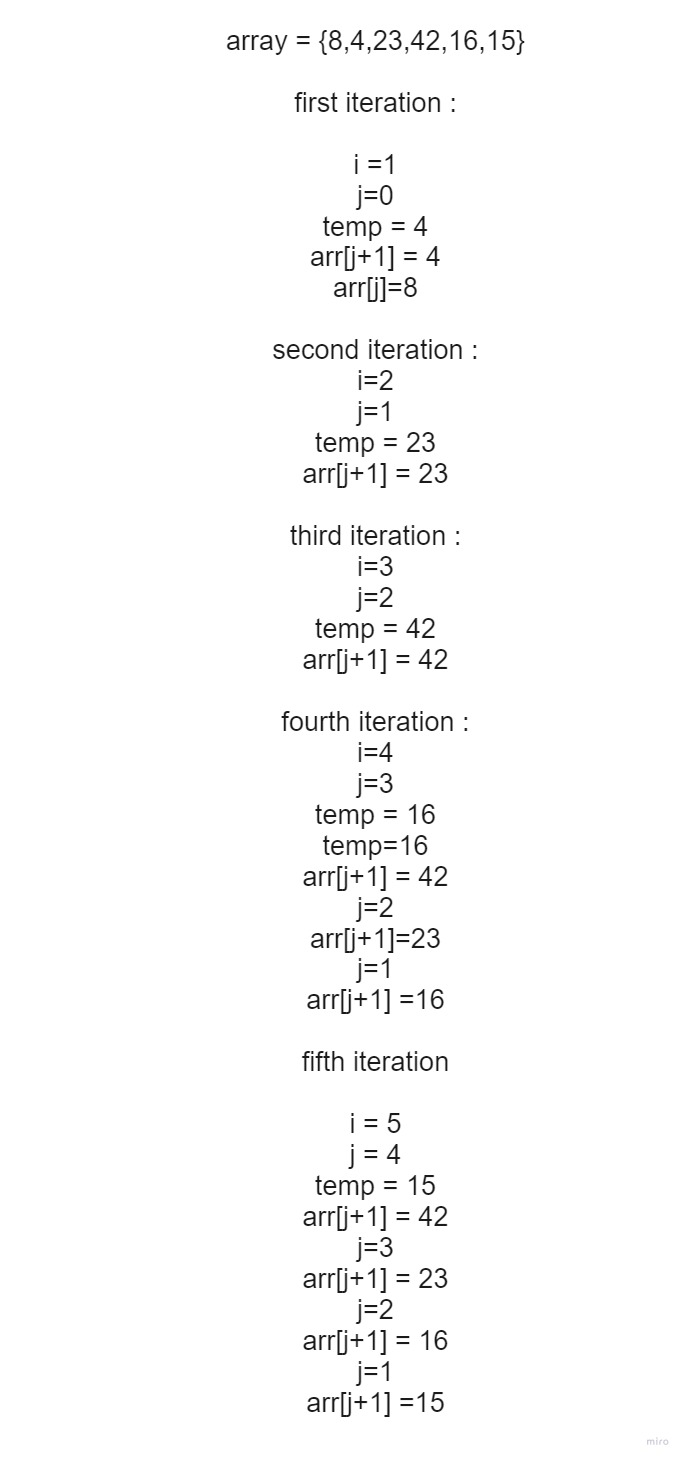 array = {8,4,23,42,16,15}
first iteration :
i =1
j=0
temp = 4
arr[j+1] = 4
arr[j]=8
second iteration :
i=2
j=1
temp = 23
arr[j+1] = 23
third iteration :
i=3
j=2
temp = 42
arr[j+1] = 42
fourth iteration :
i=4
j=3
temp = 16
temp=16
arr[j+1] = 42
j=2
arr[j+1]=23
j=1
arr[j+1] =16
fifth iteration
i = 5
j = 4
temp = 15
arr[j+1] = 42
j=3
arr[j+1] = 23
j=2
arr[j+1] = 16
j=1
arr[j+1] =15
miro